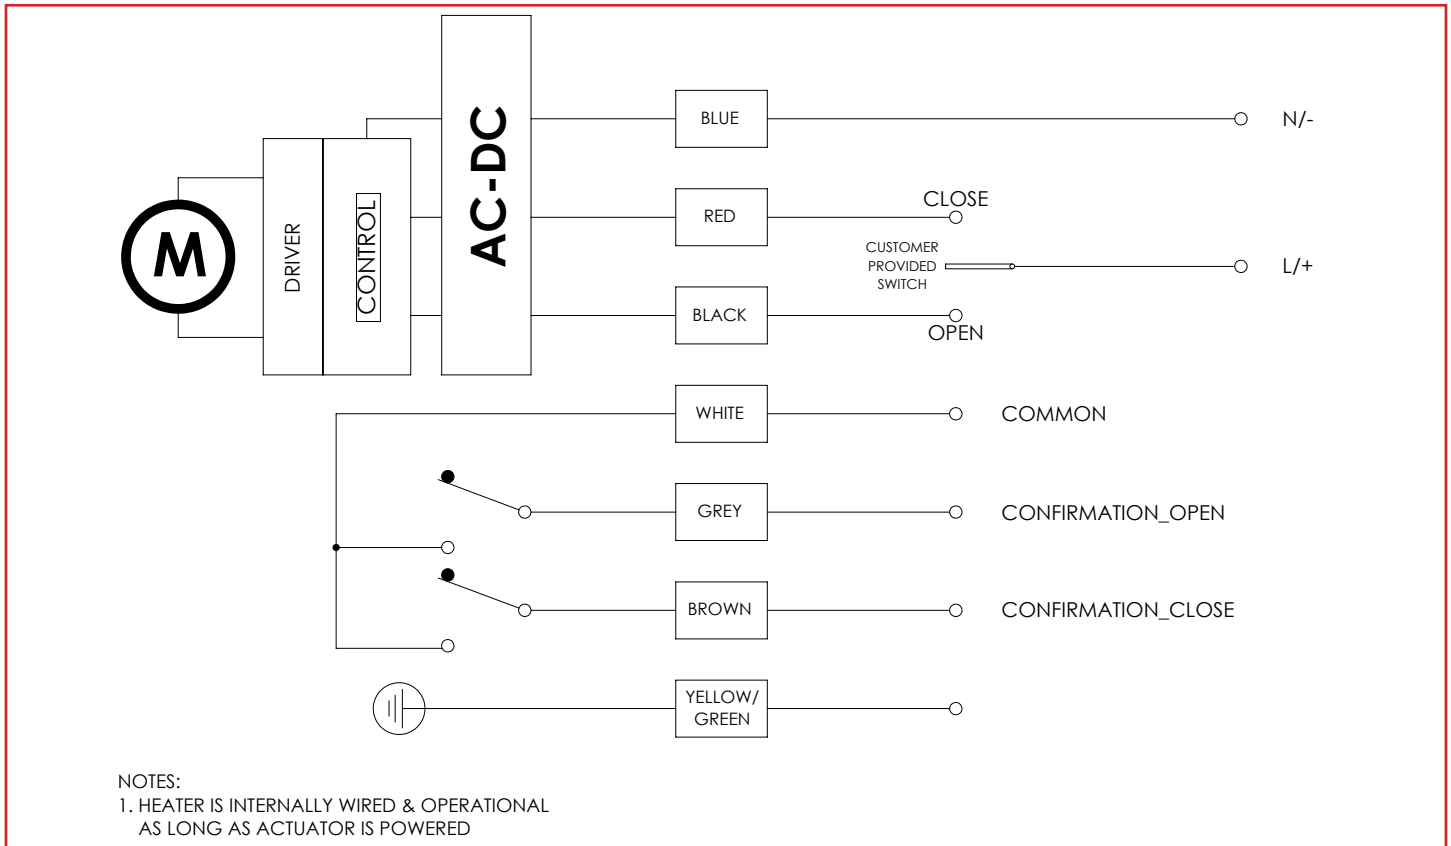 AC-DC
BLUE
N/-
M
DRIVER
CONTROL
RED
CLOSE
CUSTOMER
PROVIDED
SWITCH
L/+
BLACK
OPEN
WHITE
COMMON
GREY
CONFIRMATION_OPEN
BROWN
CONFIRMATION_CLOSE
YELLOW/
GREEN
NOTES:
1. HEATER IS INTERNALLY WIRED & OPERATIONAL
AS LONG AS ACTUATOR IS POWERED